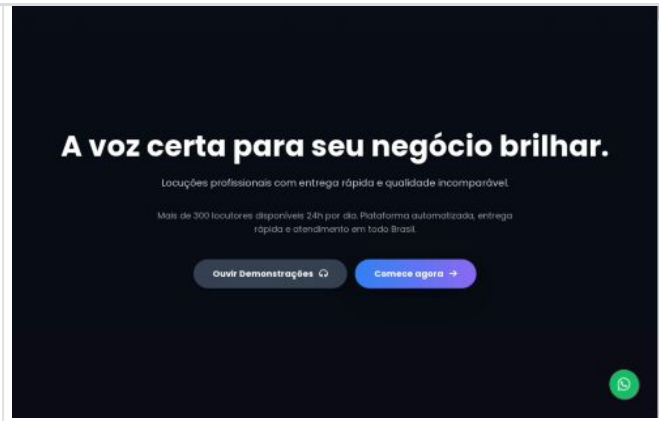 A voz certa para seu negócio brilhar.
Locuções profissionais com entrega rápida e qualidade incomparável.
Mais de 300 locutores disponíveis 24h por dia. Plataforma automatizada, entrega
rápida e atendimento em todo Brasil.
Ouvir Demonstrações
Comece agora →